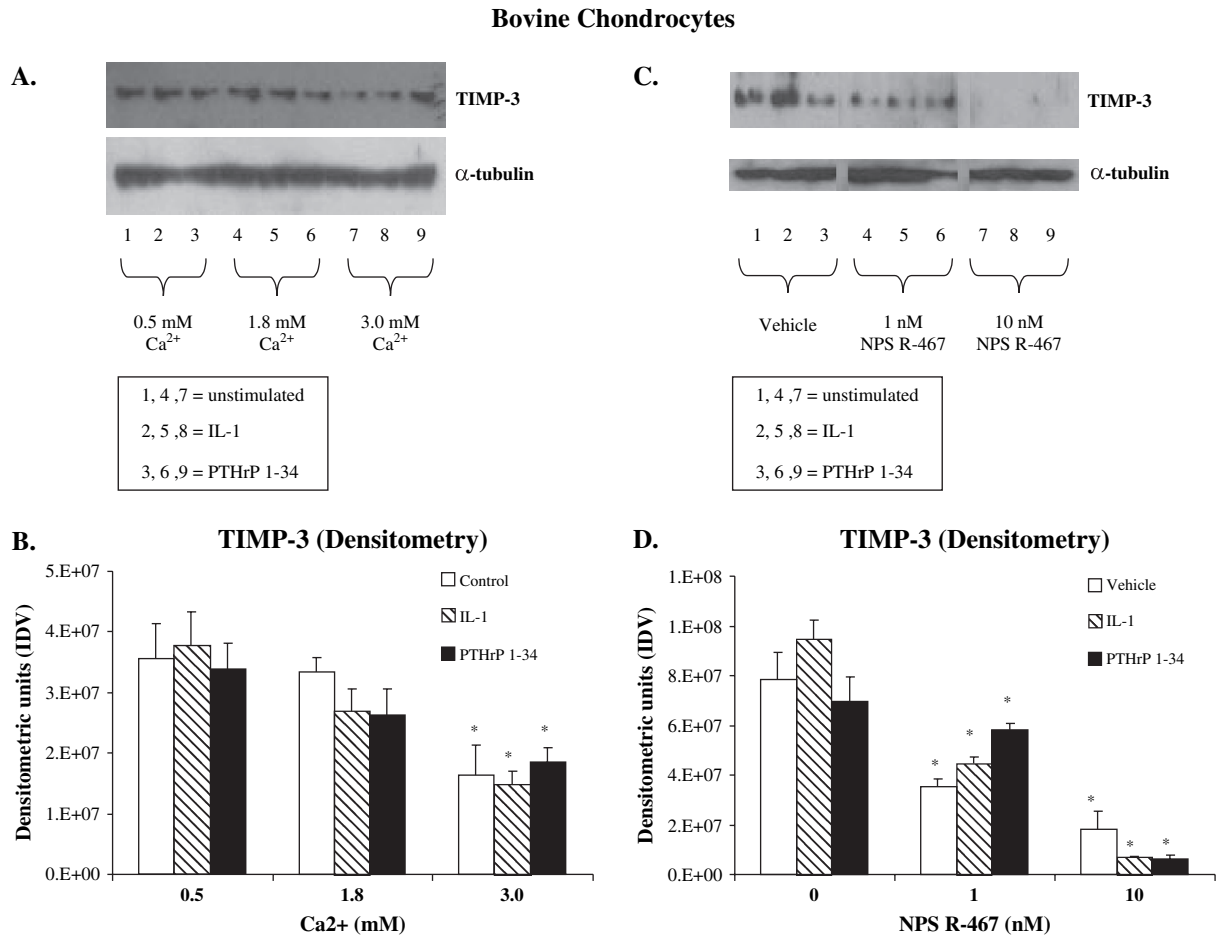 Bovine Chondrocytes
A.
TIMP-3
α-tubulin
1 2 3 4 5 6 7 8 9
0.5 mM Ca2+
1.8 mM Ca2+
3.0 mM Ca2+
1, 4 ,7 = unstimulated
2, 5 ,8 = IL-1
3, 6 ,9 = PTHrP 1-34
C.
TIMP-3
α-tubulin
1 2 3 4 5 6 7 8 9
Vehicle
1 nM NPS R-467
10 nM NPS R-467
1, 4 ,7 = unstimulated
2, 5 ,8 = IL-1
3, 6 ,9 = PTHrP 1-34
B.
TIMP-3 (Densitometry)
Densitometric units (IDV)
5.E+07
4.E+07
3.E+07
2.E+07
1.E+07
0.E+00
Control
IL-1
PTHrP 1-34
* * *
0.5 1.8 3.0
Ca2+ (mM)
D.
TIMP-3 (Densitometry)
Densitometric units (IDV)
1.E+08
8.E+07
6.E+07
4.E+07
2.E+07
0.E+00
Vehicle
IL-1
PTHrP 1-34
* * *
* * *
0 1 10
NPS R-467 (nM)